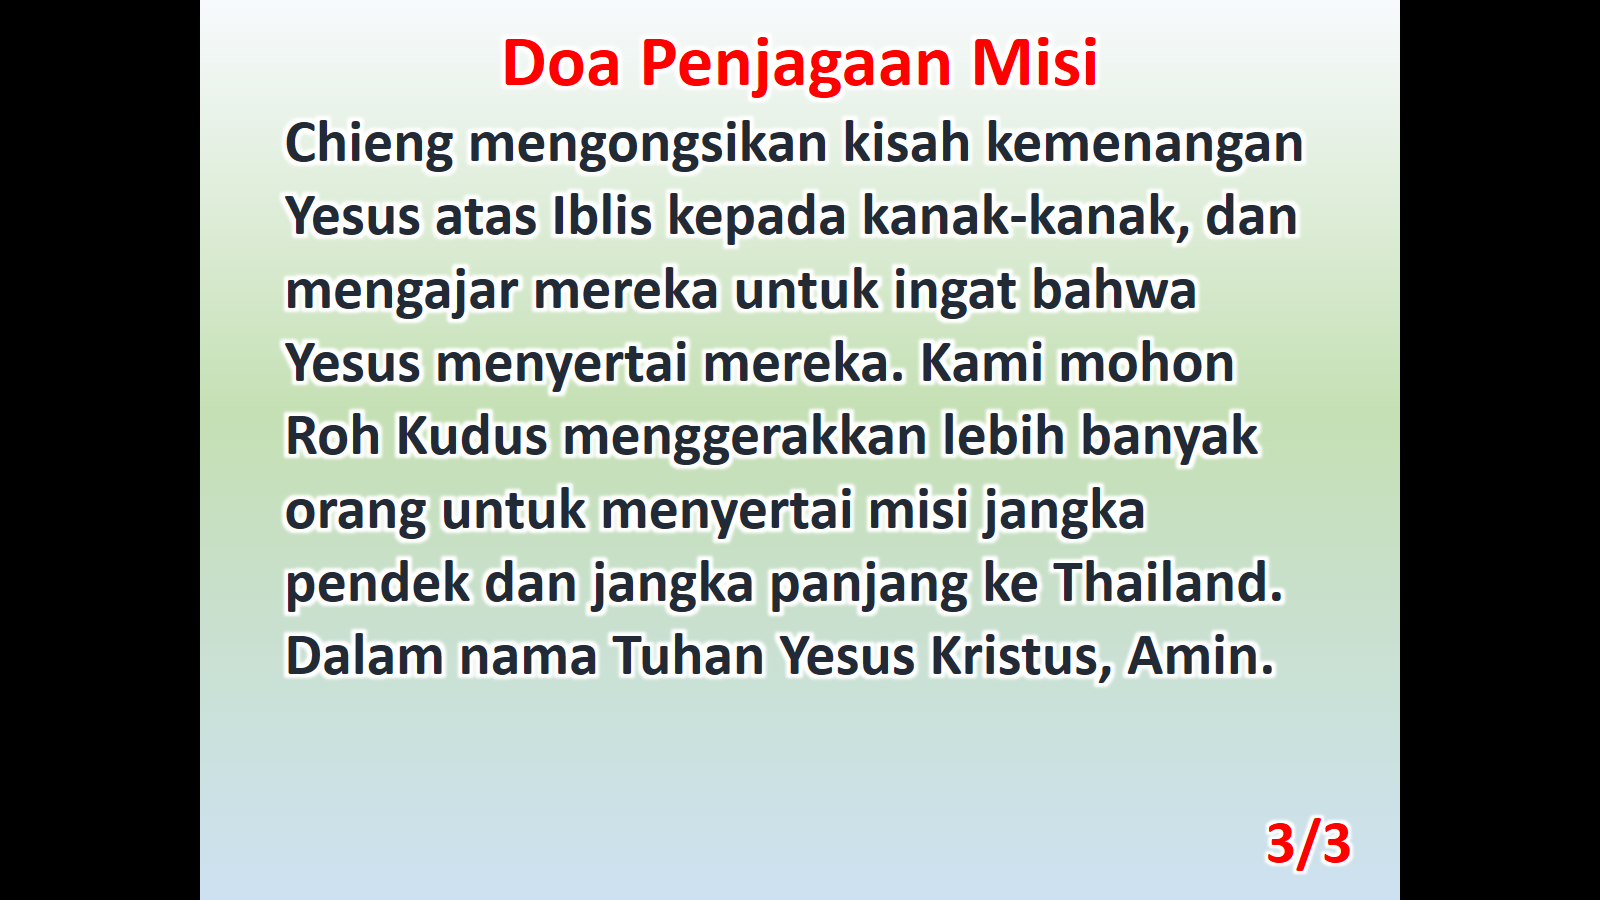 Doa Penjagaan Misi
Chieng mengongsikan kisah kemenangan
Yesus atas Iblis kepada kanak-kanak, dan
mengajar mereka untuk ingat bahwa
Yesus menyertai mereka. Kami mohon
Roh Kudus menggerakkan lebih banyak
orang untuk menyertai misi jangka
pendek dan jangka panjang ke Thailand.
Dalam nama Tuhan Yesus Kristus, Amin.
3/3